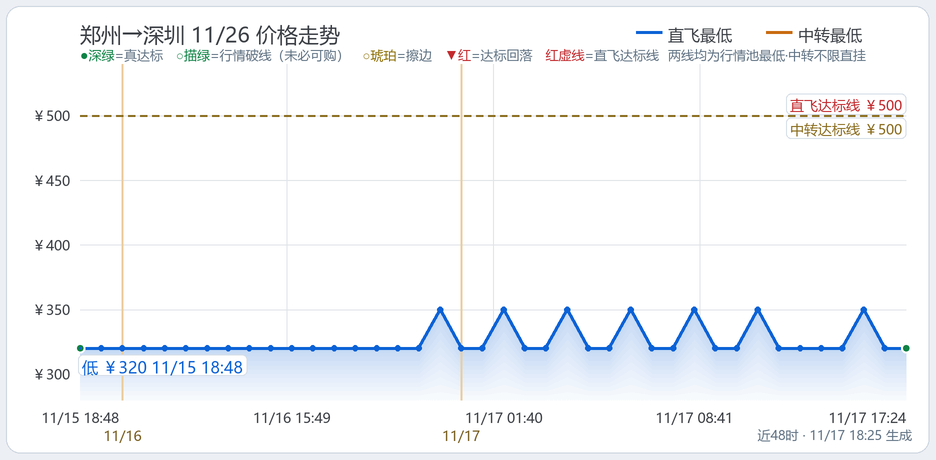 郑州→深圳 11/26 价格走势
直飞最低 中转最低
●深绿=真达标 ○描绿=行情破线（未必可购） ○琥珀=擦边 ▼红=达标回落 红虚线=直飞达标线 两线均为行情池最低·中转不限直挂
直飞达标线 ¥500
¥500
中转达标线 ¥500
¥450
¥400
¥350
低 ¥320 11/15 18:48
¥300
11/15 18:48 11/16 15:49 11/17 01:40 11/17 08:41 11/17 17:24
11/16 11/17 近48时 · 11/17 18:25 生成